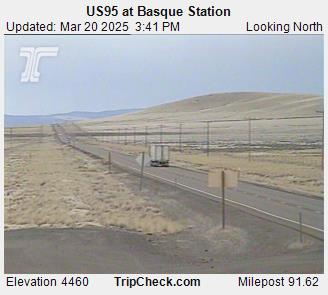 US95 at Basque Station
Updated: Mar 20 2025 3:41 PM Looking North
Elevation 4460 TripCheck.com Milepost 91.62